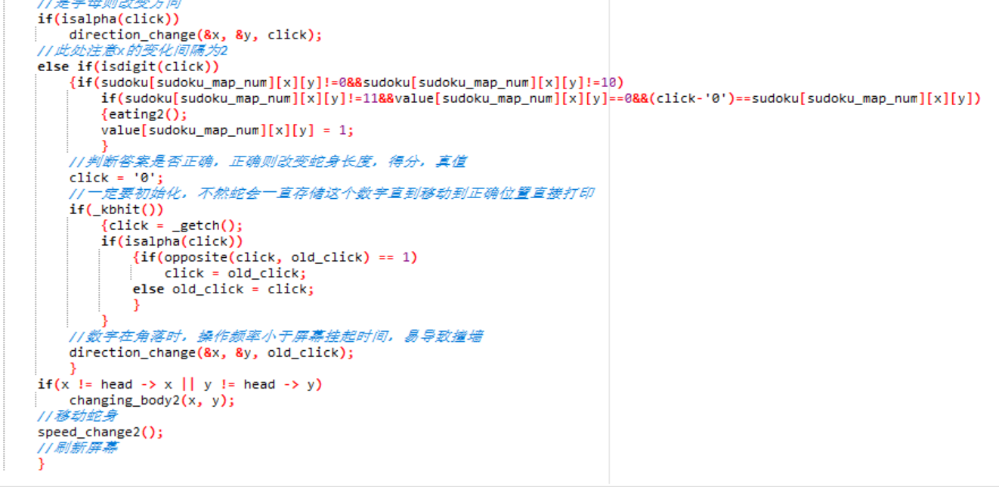 //是字母则改变方向
if(isalpha(click))
direction_change(&x, &y, click);
//此处注意x的变化间隔为2
else if(isdigit(click))
{if(sudoku[sudoku_map_num][x][y]!=0&&sudoku[sudoku_map_num][x][y]!=10)
if(sudoku[sudoku_map_num][x][y]!=11&&value[sudoku_map_num][x][y]==0&&(click-'0')==sudoku[sudoku_map_num][x][y])
{eating2();
value[sudoku_map_num][x][y] = 1;
}
//判断答案是否正确，正确则改变蛇身长度，得分，真值
click = '0';
//一定要初始化，不然蛇会一直存储这个数字直到移动到正确位置直接打印
if(_kbhit())
{click = _getch();
if(isalpha(click))
{if(opposite(click, old_click) == 1)
click = old_click;
else old_click = click;
}
}
//数字在角落时，操作频率小于屏幕挂起时间，易导致撞墙
direction_change(&x, &y, old_click);
}
if(x != head -> x || y != head -> y)
changing_body2(x, y);
//移动蛇身
speed_change2();
//刷新屏幕
}